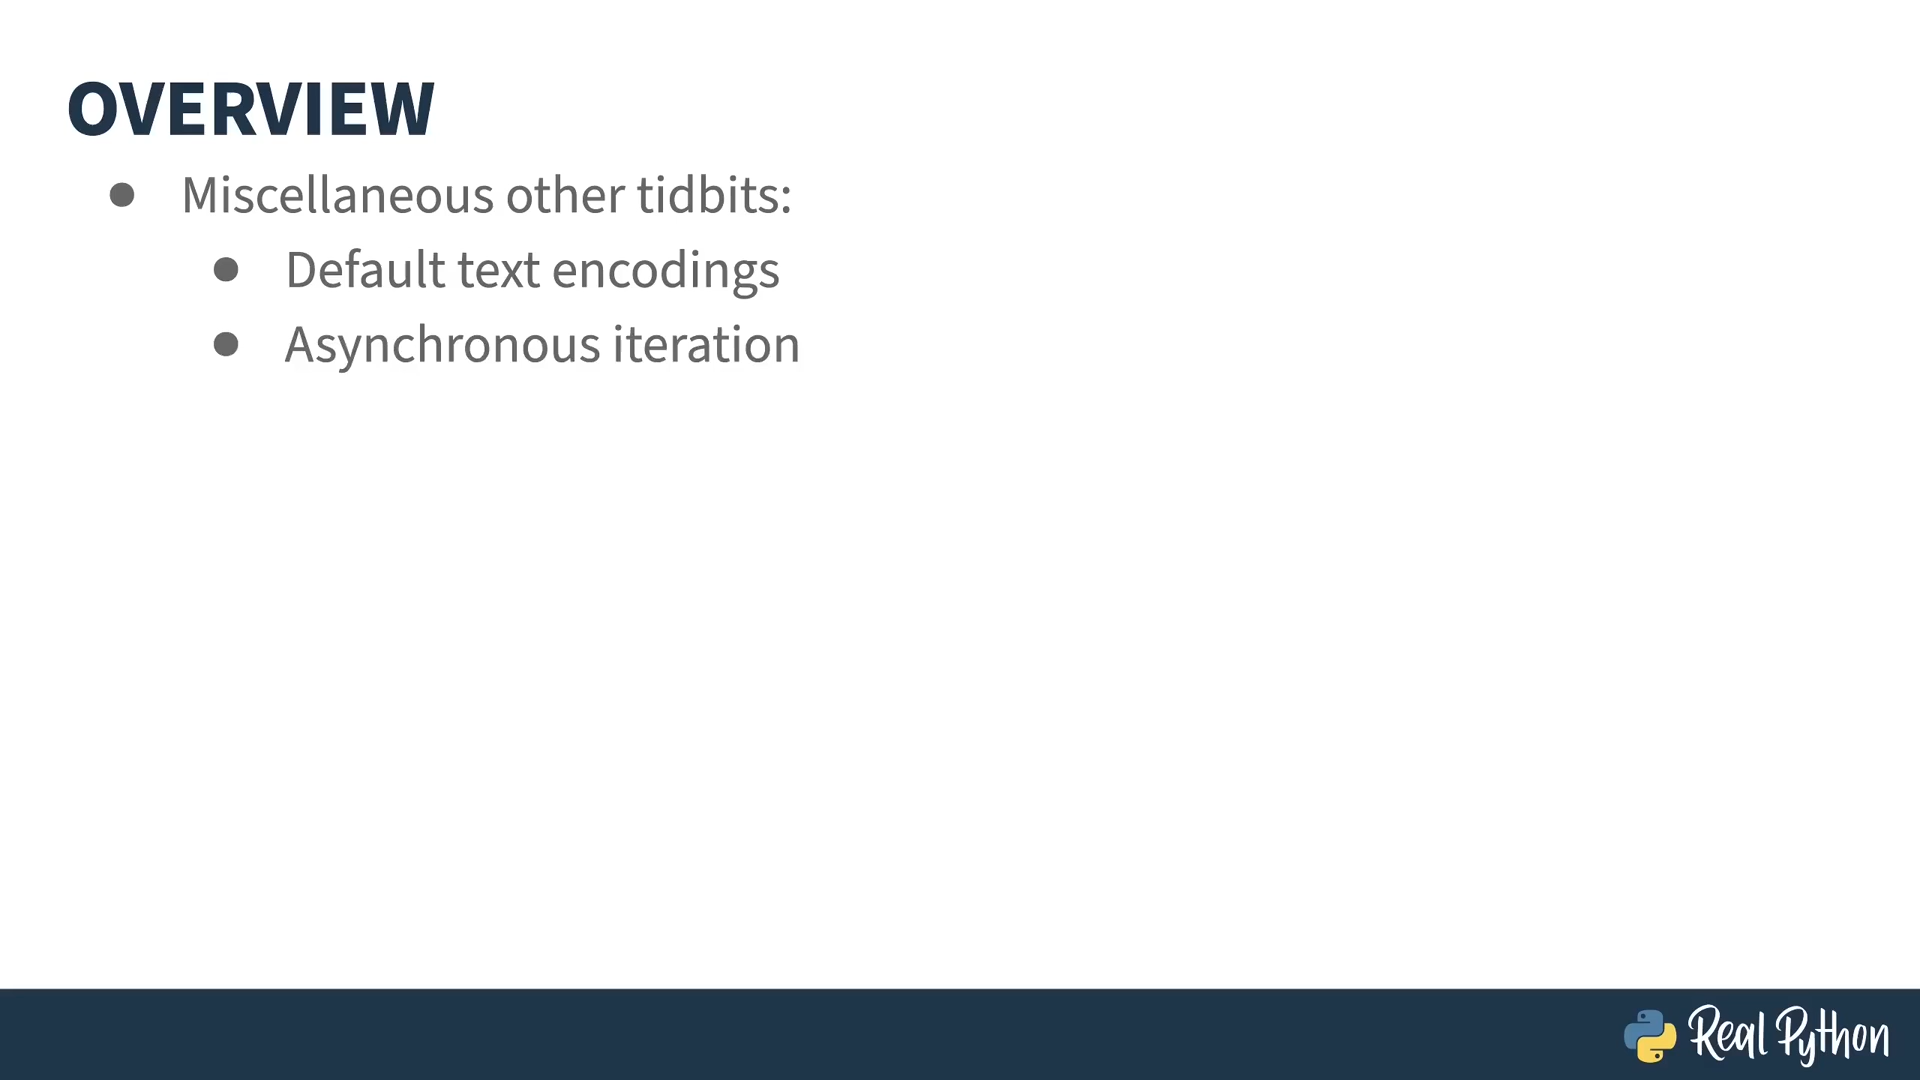 OVERVIEW
● Miscellaneous other tidbits:
● Default text encodings
● Asynchronous iteration
Real Python